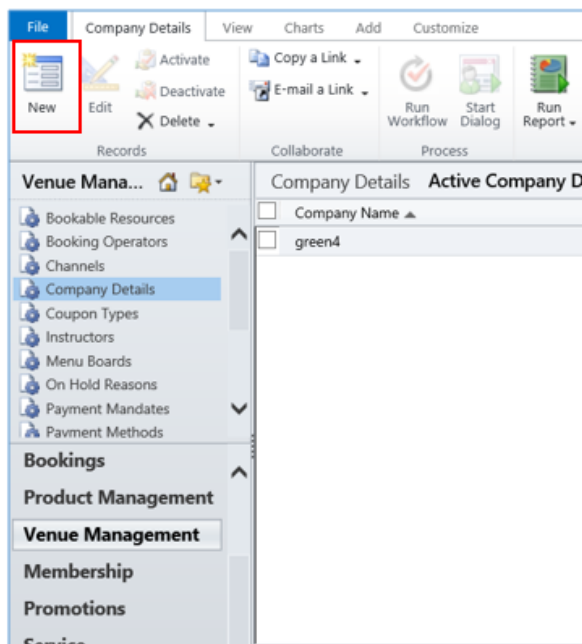 File Company Details View Charts Add Customize
New
Edit
Activate
Deactivate
Delete
Records
Copy a Link
E-mail a Link
Collaborate
Run
Workflow
Start
Dialog
Process
Run
Report
Venue Mana...
Bookable Resources
Booking Operators
Channels
Company Details
Coupon Types
Instructors
Menu Boards
On Hold Reasons
Payment Mandates
Payment Methods
Bookings
Product Management
Venue Management
Membership
Promotions
Service
Company Details Active Company D
Company Name
green4